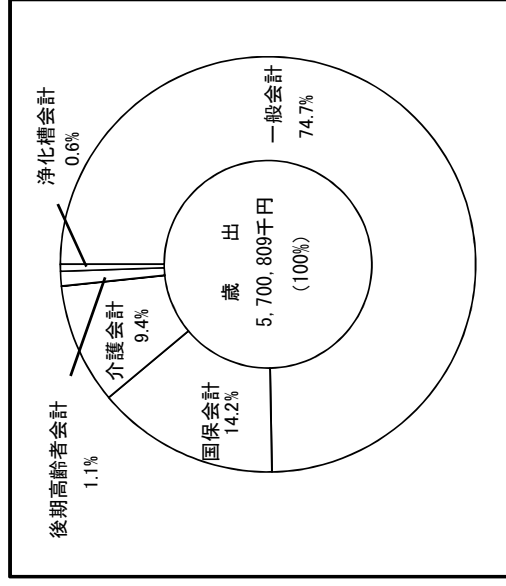 一般会計
74.7%
国保会計
14.2%
介護会計
9.4%
後期高齢者会計
1.1%
浄化槽会計
0.6%
歳 出
5,700,809千円
(100%)